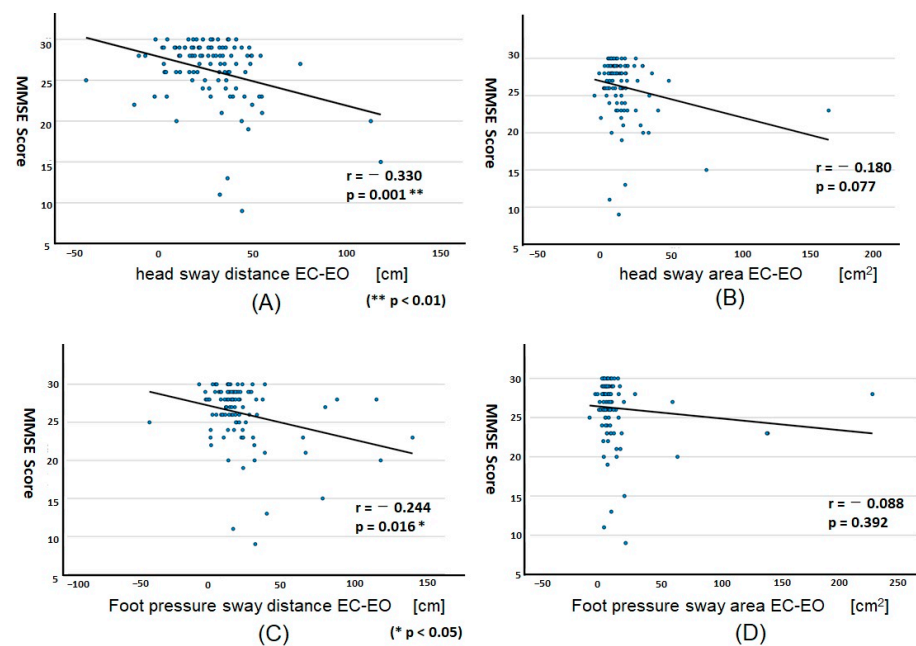 MMSE Score
30
25
20
15
10
5
r = − 0.330
p = 0.001 **
−50 0 50 100 150
head sway distance EC-EO [cm]
(A)
(** p < 0.01)
MMSE Score
30
25
20
15
10
5
r = − 0.180
p = 0.077
−50 0 50 100 150 200
head sway area EC-EO [cm²]
(B)
MMSE Score
30
25
20
15
10
5
r = − 0.244
p = 0.016 *
−100 0 50 100 150
Foot pressure sway distance EC-EO [cm]
(C)
(* p < 0.05)
MMSE Score
30
25
20
15
10
5
r = − 0.088
p = 0.392
−50 0 50 100 150 200 250
Foot pressure sway area EC-EO [cm²]
(D)